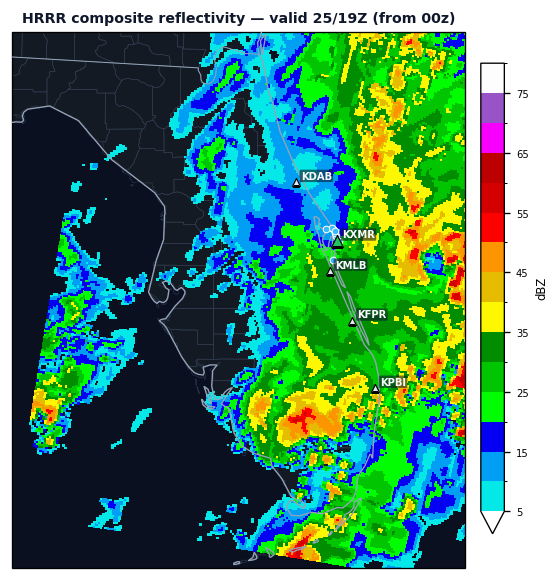 HRRR composite reflectivity — valid 25/19Z (from 00z)
75
65
55
45
35
25
15
5
dBZ
KDAB
KXMR
KMLB
KFPR
KPBI